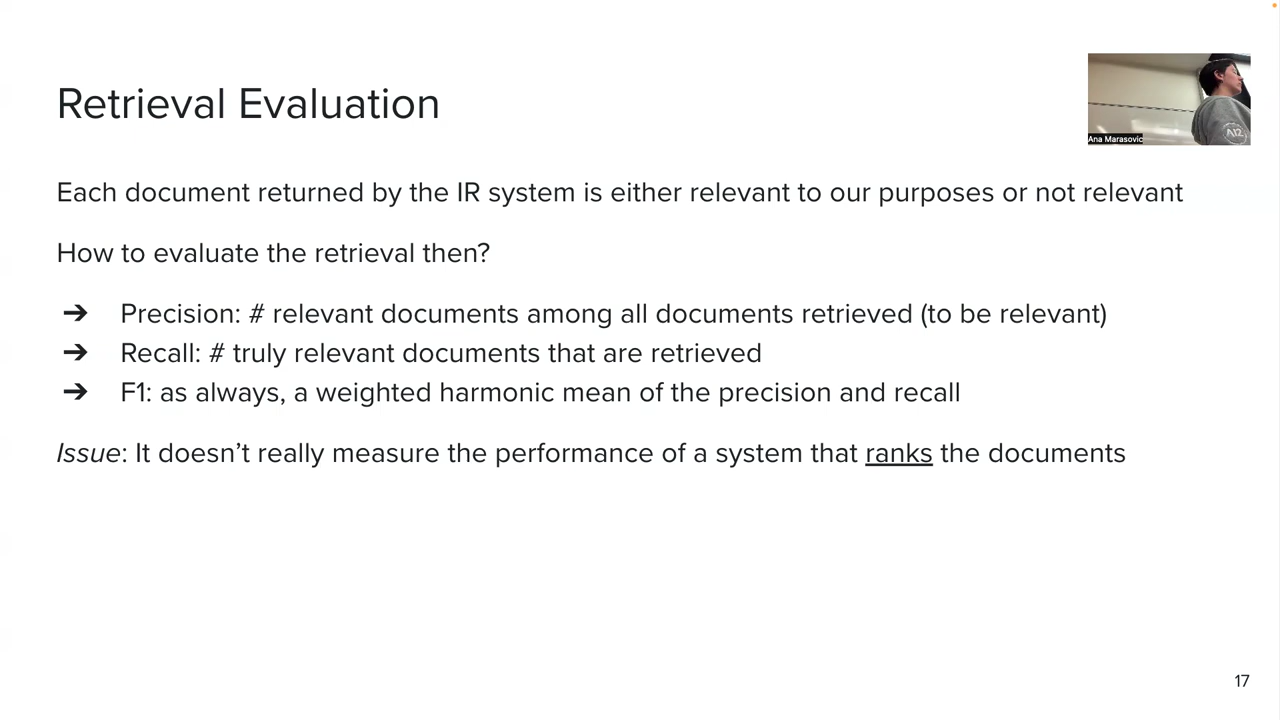 Retrieval Evaluation
Ana Marasovic
AI2
Each document returned by the IR system is either relevant to our purposes or not relevant
How to evaluate the retrieval then?
➔ Precision: # relevant documents among all documents retrieved (to be relevant)
➔ Recall: # truly relevant documents that are retrieved
➔ F1: as always, a weighted harmonic mean of the precision and recall
Issue: It doesn’t really measure the performance of a system that ranks the documents
17